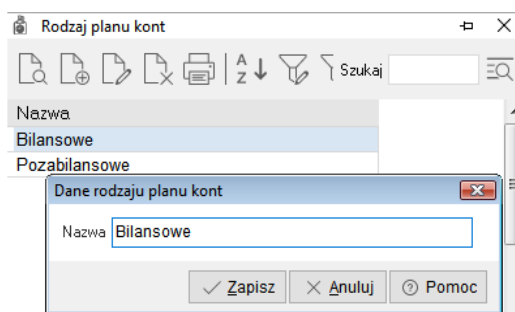 Rodzaj planu kont
A Z Szukaj
Nazwa
Bilansowe
Pozabilansowe
Dane rodzaju planu kont
Nazwa Bilansowe
Zapisz Anuluj ? Pomoc